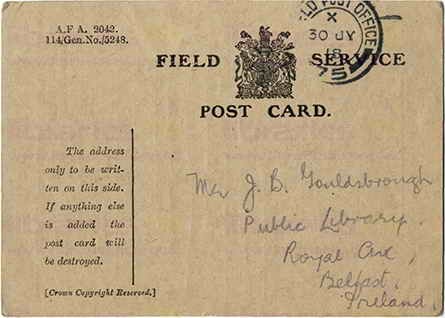 A.F A. 2042.
114/Gen.No./5248.
FIELD POST OFFICE
X
30 JY
18
75
FIELD SERVICE
POST CARD.
The address
only to be writ-
ten on this side.
If anything else
is added the
post card will
be destroyed.
[Crown Copyright Reserved.]
J. B. Gouldsbrough
Public Library,
Royal Ave,
Belfast,
Ireland.